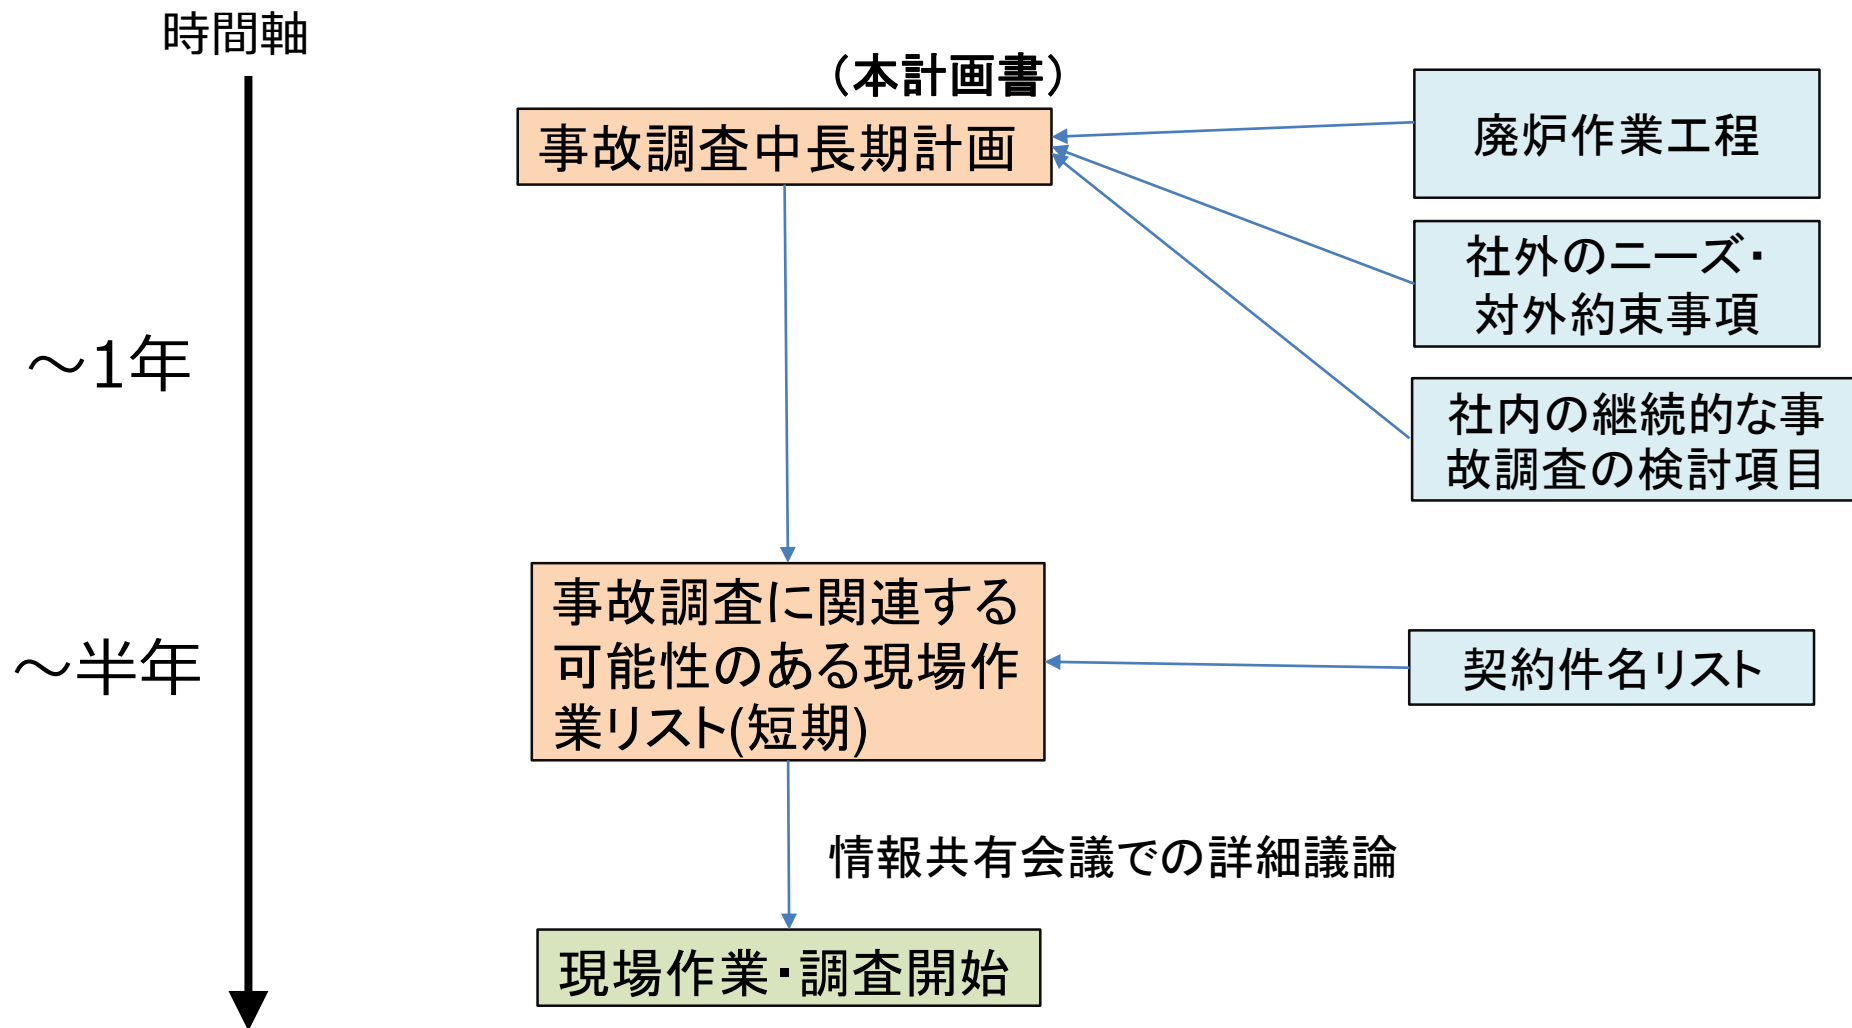 時間軸
（本計画書）
事故調査中長期計画
廃炉作業工程
社外のニーズ・
対外約束事項
～1年
社内の継続的な事
故調査の検討項目
事故調査に関連する
可能性のある現場作
業リスト(短期)
～半年
契約件名リスト
情報共有会議での詳細議論
現場作業・調査開始